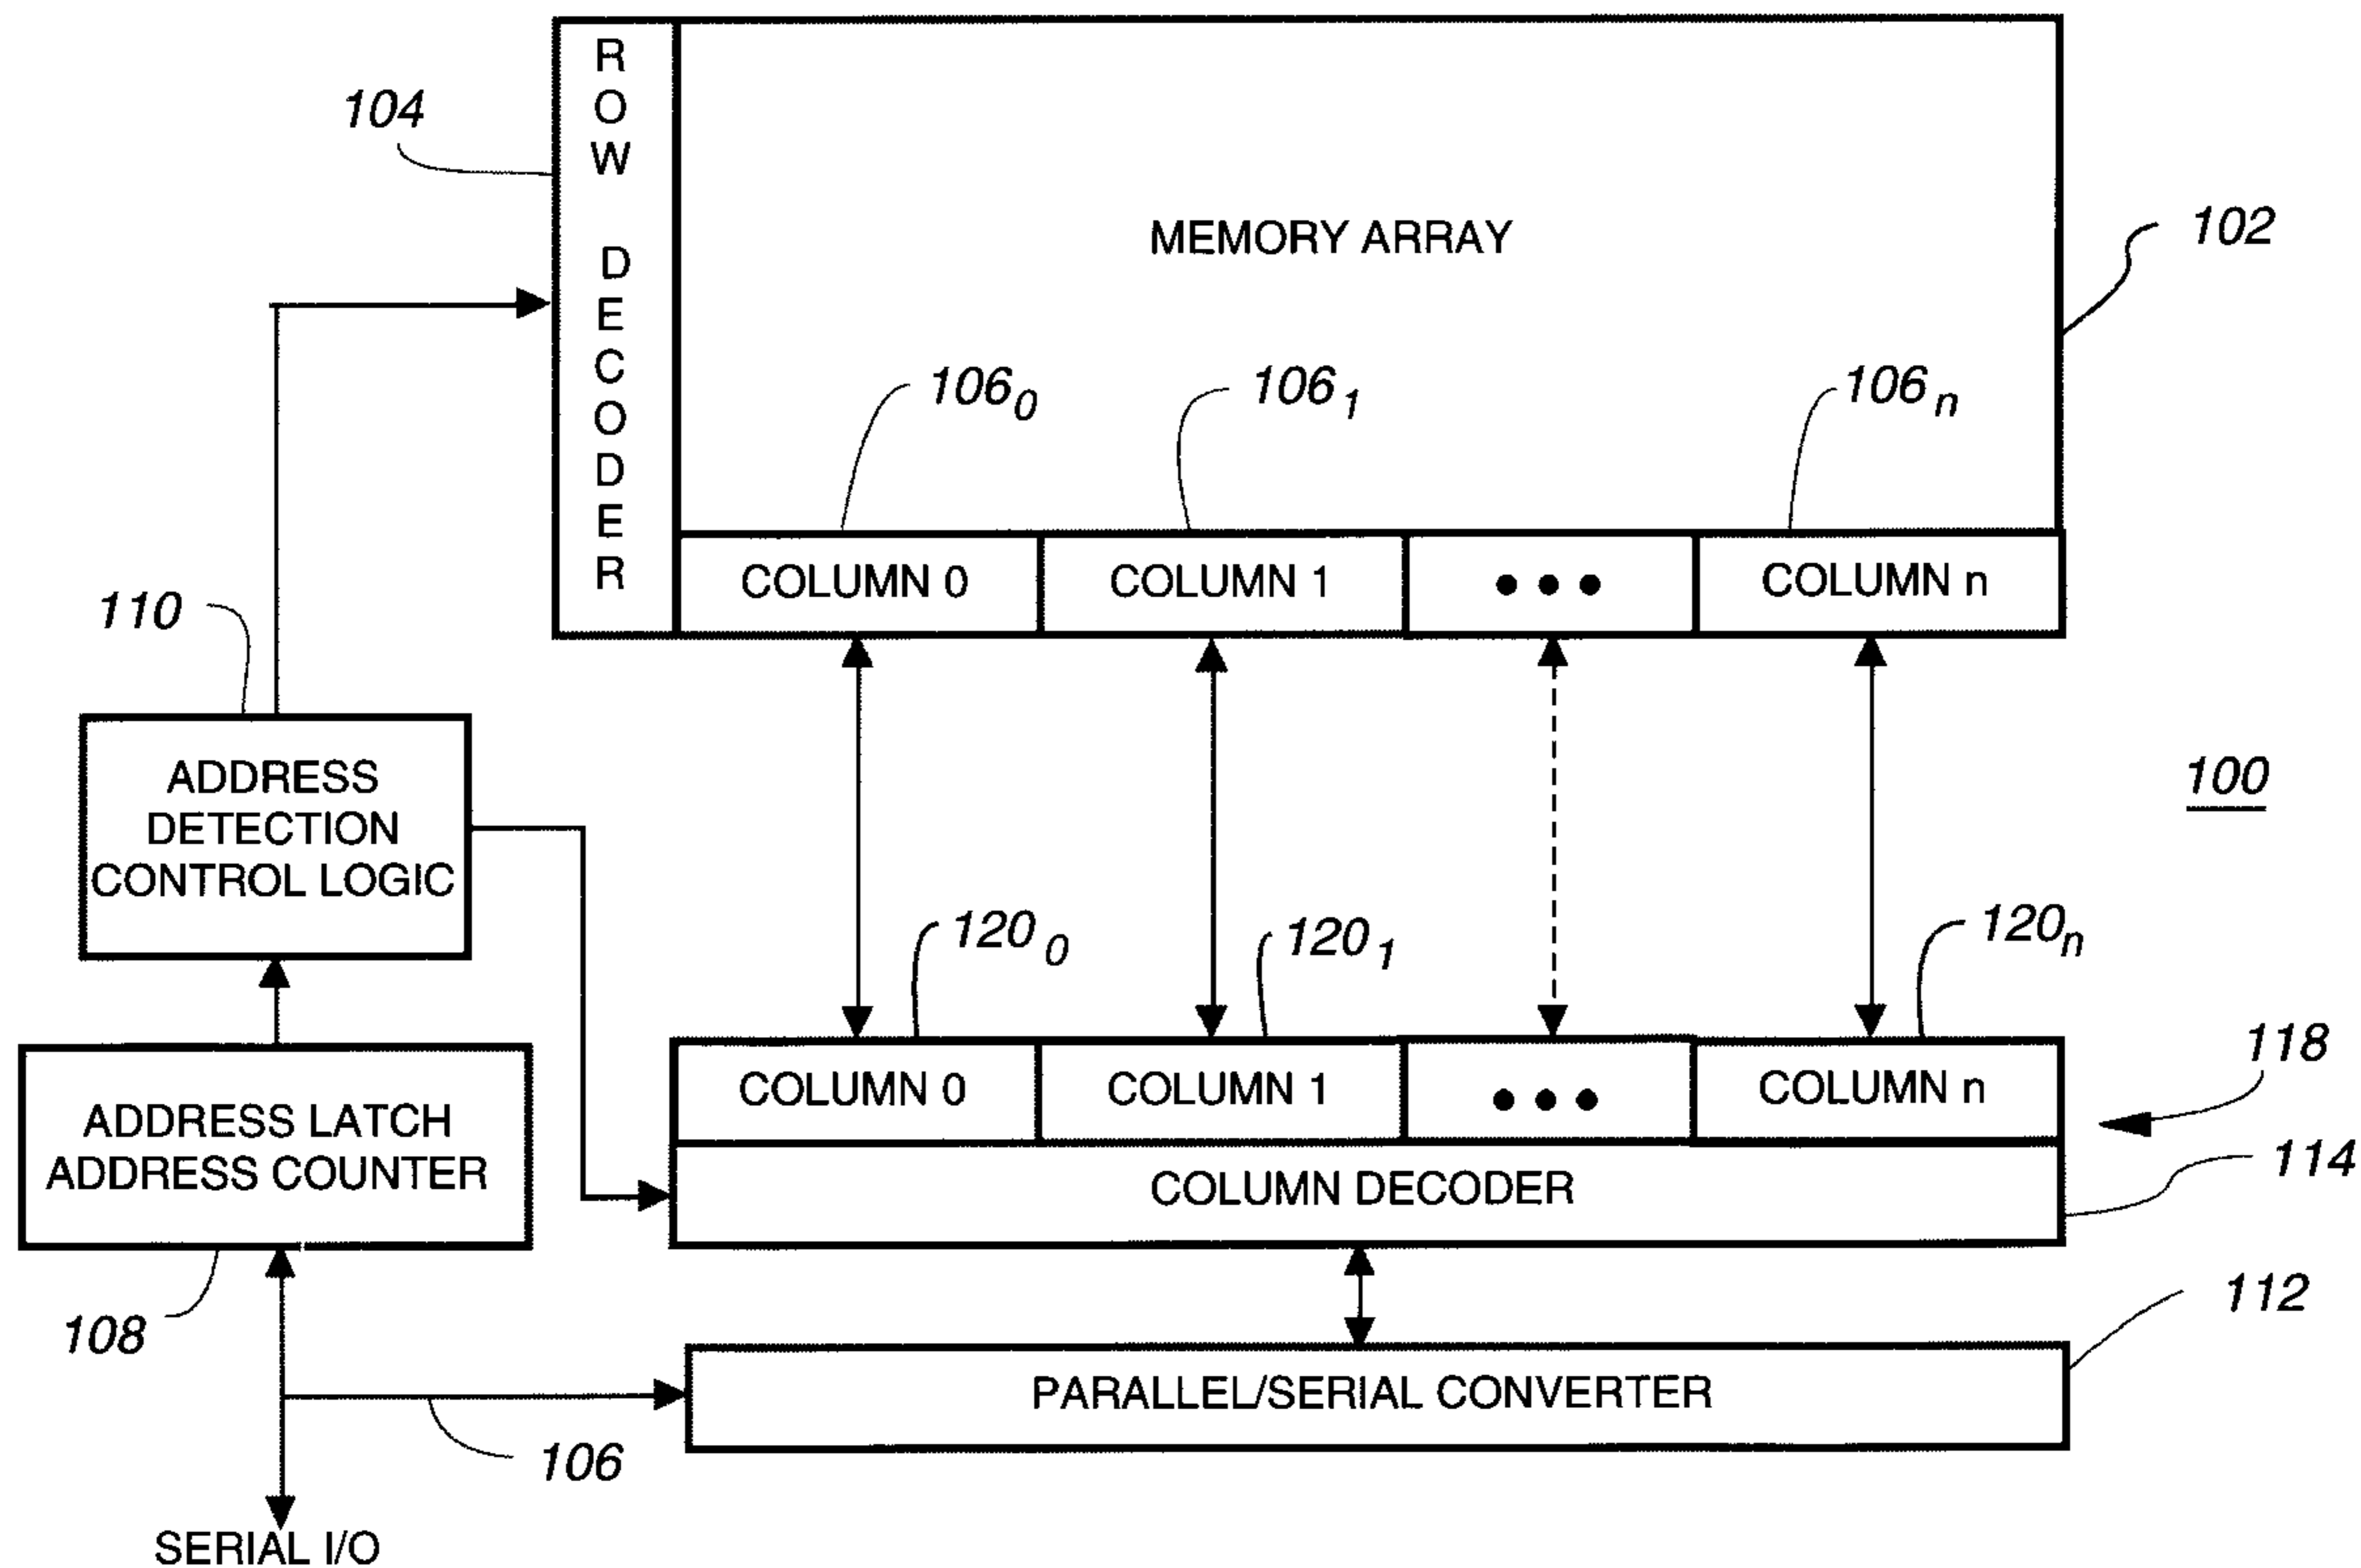 ROW DECODER
104
MEMORY ARRAY
102
106₀
106₁
106ₙ
COLUMN 0
COLUMN 1
•••
COLUMN n
110
ADDRESS
DETECTION
CONTROL LOGIC
100
120₀
120₁
120ₙ
118
COLUMN 0
COLUMN 1
•••
COLUMN n
ADDRESS LATCH
ADDRESS COUNTER
COLUMN DECODER
114
108
112
PARALLEL/SERIAL CONVERTER
106
SERIAL I/O